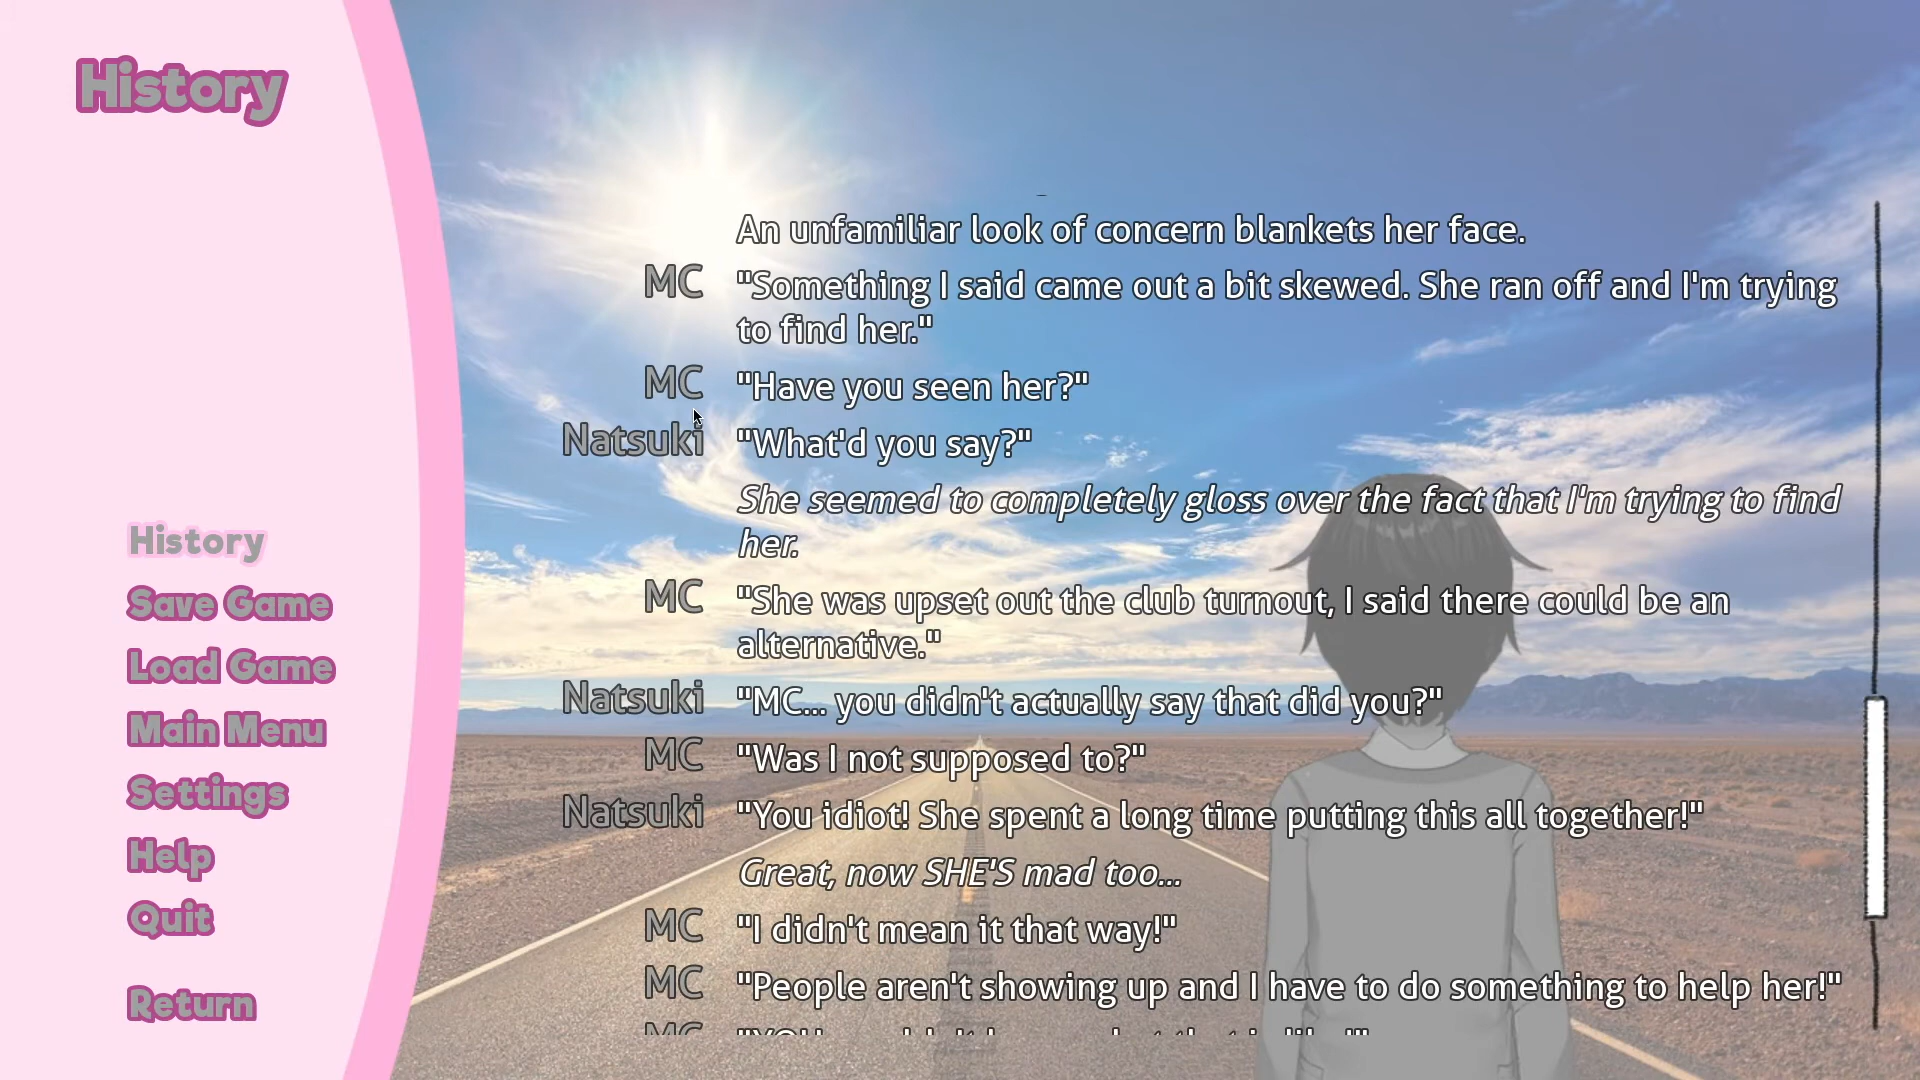 History
An unfamiliar look of concern blankets her face.
MC "Something I said came out a bit skewed. She ran off and I'm trying
to find her."
MC "Have you seen her?"
Natsuki "What'd you say?"
She seemed to completely gloss over the fact that I'm trying to find
her.
MC "She was upset out the club turnout, I said there could be an
alternative."
Natsuki "MC... you didn't actually say that did you?"
MC "Was I not supposed to?"
Natsuki "You idiot! She spent a long time putting this all together!"
Great, now SHE'S mad too...
MC "I didn't mean it that way!"
MC "People aren't showing up and I have to do something to help her!"
MC
History
Save Game
Load Game
Main Menu
Settings
Help
Quit
Return